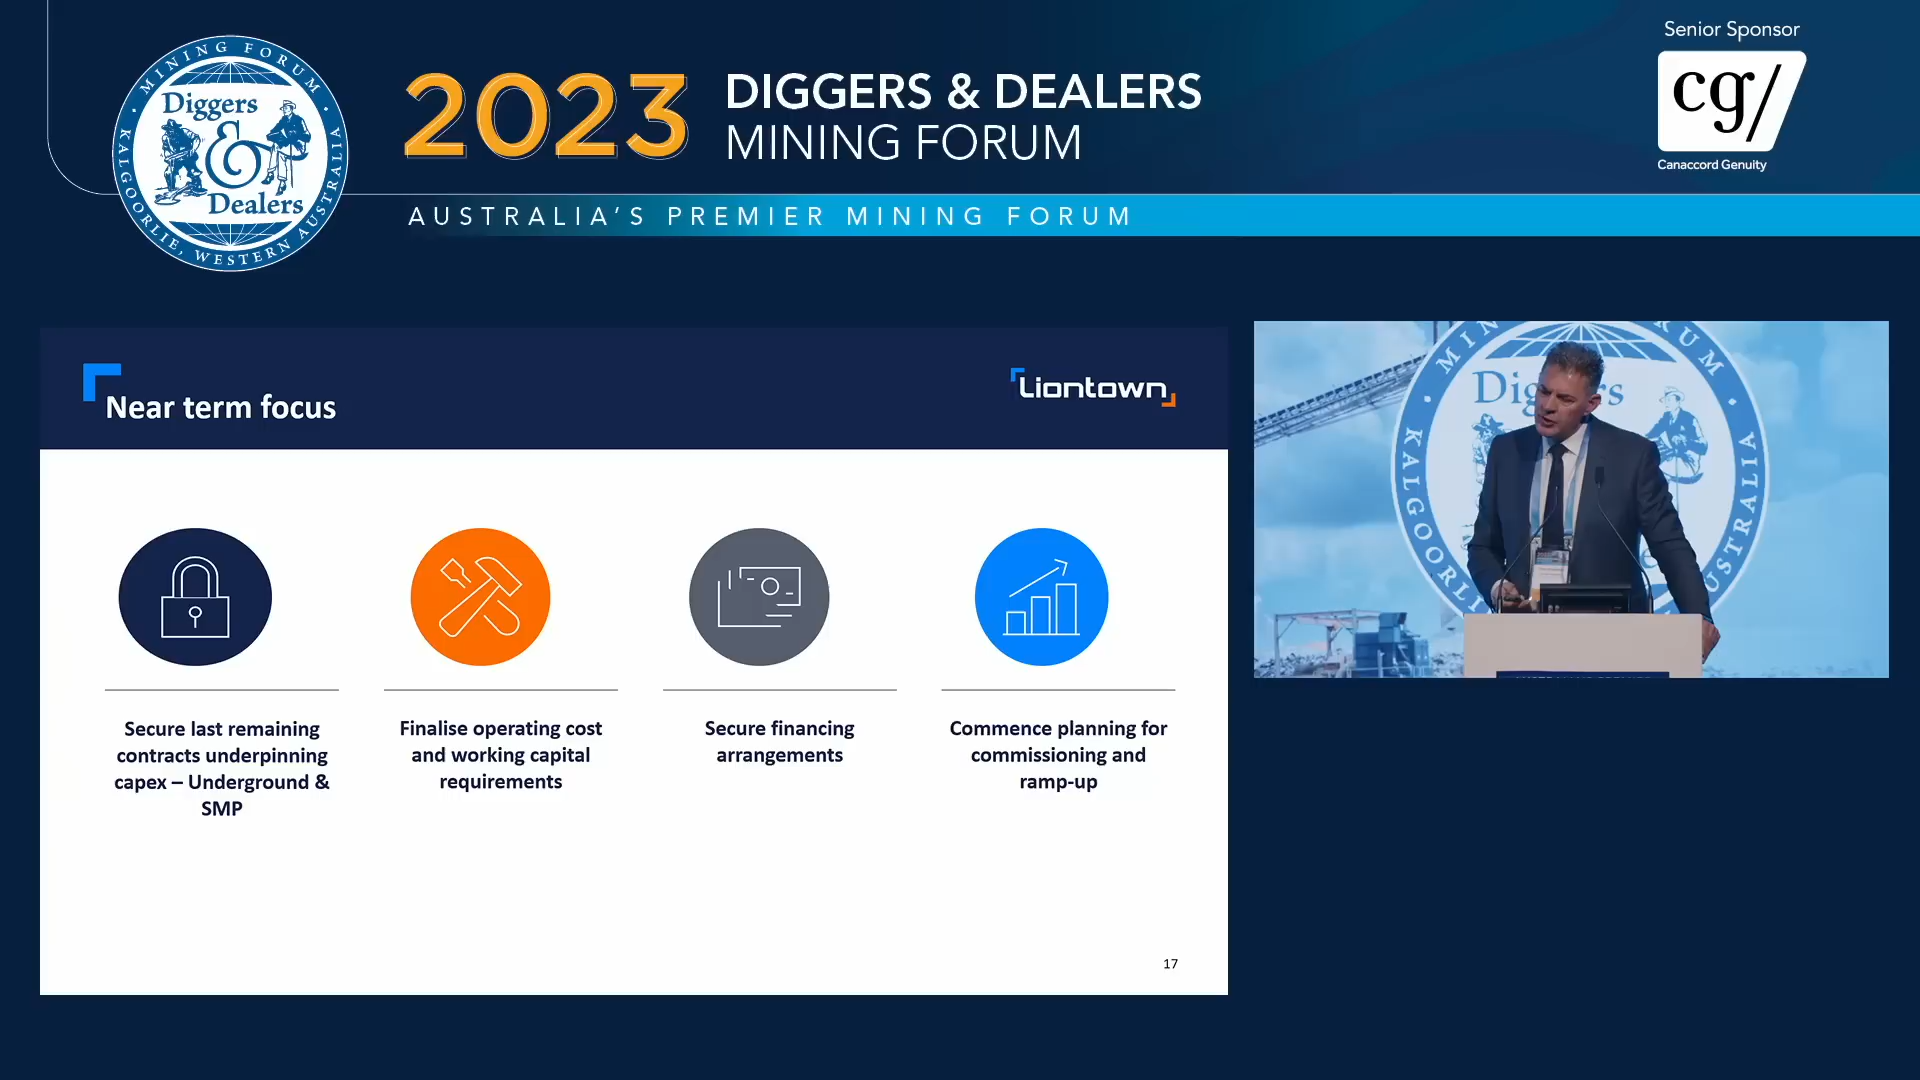 Senior Sponsor
cg/
Canaccord Genuity
MINING FORUM
Diggers
&
Dealers
KALGOORLIE, WESTERN AUSTRALIA
2023
DIGGERS & DEALERS
MINING FORUM
AUSTRALIA'S PREMIER MINING FORUM
Near term focus
Liontown
Secure last remaining
contracts underpinning
capex – Underground &
SMP
Finalise operating cost
and working capital
requirements
Secure financing
arrangements
Commence planning for
commissioning and
ramp-up
17